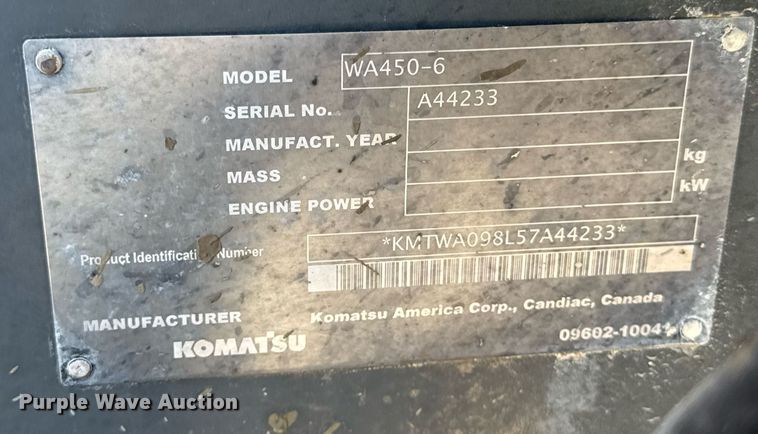 MODEL WA450-6
SERIAL No. A44233
MANUFACT. YEAR
MASS kg
ENGINE POWER kW
Product Identification Number *KMTWA098L57A44233*
MANUFACTURER Komatsu America Corp., Candiac, Canada
KOMATSU 09602-10041
Purple Wave Auction